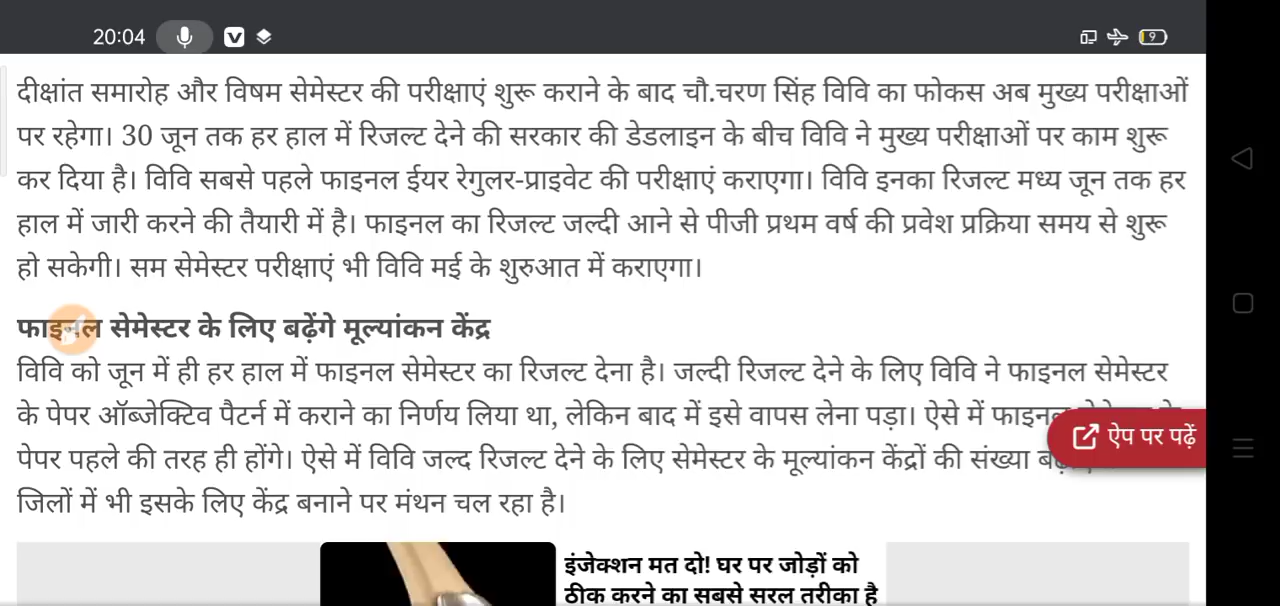 20:04
9
दीक्षांत समारोह और विषम सेमेस्टर की परीक्षाएं शुरू कराने के बाद चौ.चरण सिंह विवि का फोकस अब मुख्य परीक्षाओं
पर रहेगा। 30 जून तक हर हाल में रिजल्ट देने की सरकार की डेडलाइन के बीच विवि ने मुख्य परीक्षाओं पर काम शुरू
कर दिया है। विवि सबसे पहले फाइनल ईयर रेगुलर-प्राइवेट की परीक्षाएं कराएगा। विवि इनका रिजल्ट मध्य जून तक हर
हाल में जारी करने की तैयारी में है। फाइनल का रिजल्ट जल्दी आने से पीजी प्रथम वर्ष की प्रवेश प्रक्रिया समय से शुरू
हो सकेगी। सम सेमेस्टर परीक्षाएं भी विवि मई के शुरुआत में कराएगा।
फाइनल सेमेस्टर के लिए बढ़ेंगे मूल्यांकन केंद्र
विवि को जून में ही हर हाल में फाइनल सेमेस्टर का रिजल्ट देना है। जल्दी रिजल्ट देने के लिए विवि ने फाइनल सेमेस्टर
के पेपर ऑब्जेक्टिव पैटर्न में कराने का निर्णय लिया था, लेकिन बाद में इसे वापस लेना पड़ा। ऐसे में
ऐप पर पढ़ें
पेपर पहले की तरह ही होंगे। ऐसे में विवि जल्द रिजल्ट देने के लिए सेमेस्टर के मूल्यांकन केंद्रों की संख्या
जिलों में भी इसके लिए केंद्र बनाने पर मंथन चल रहा है।
इंजेक्शन मत दो! घर पर जोड़ों को
ठीक करने का सबसे सरल तरीका है